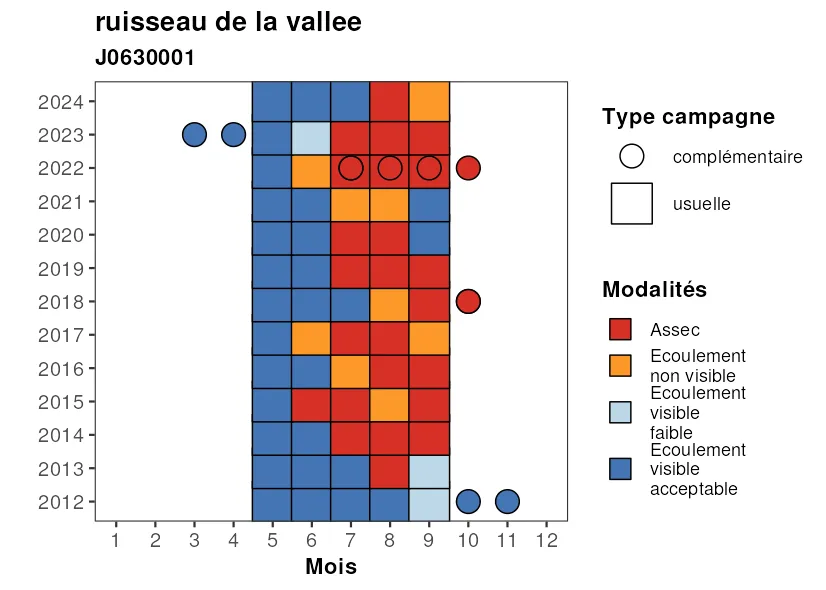 ruisseau de la vallee
J0630001
2024
2023
2022
2021
2020
2019
2018
2017
2016
2015
2014
2013
2012
1 2 3 4 5 6 7 8 9 10 11 12
Mois
Type campagne
complémentaire
usuelle
Modalités
Assec
Ecoulement
non visible
Ecoulement
visible
faible
Ecoulement
visible
acceptable